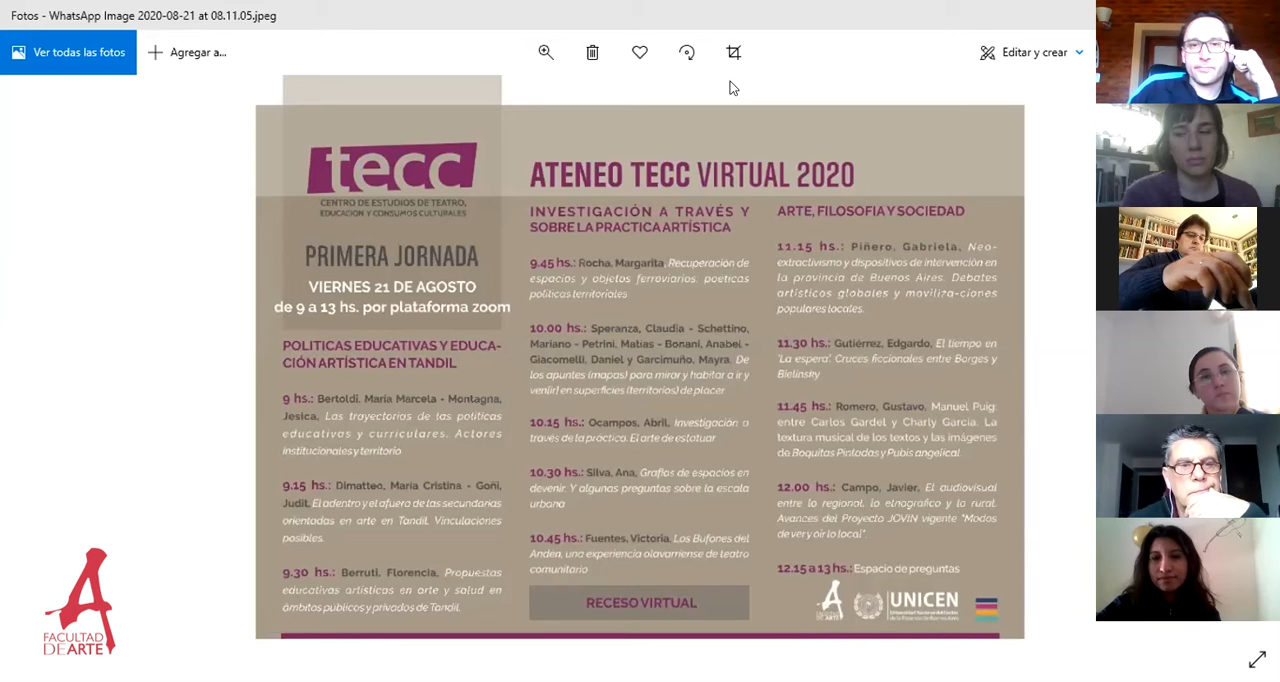 Fotos - WhatsApp Image 2020-08-21 at 08.11.05.jpeg
Ver todas las fotos
Agregar a...
Editar y crear
tecc
CENTRO DE ESTUDIOS DE TEATRO,
EDUCACION Y CONSUMOS CULTURALES.
PRIMERA JORNADA
VIERNES 21 DE AGOSTO
de 9 a 13 hs. por plataforma zoom
POLITICAS EDUCATIVAS Y EDUCA-
CIÓN ARTÍSTICA EN TANDIL
9 hs.: Bertoldi, María Marcela - Montagna,
Jesica, Las trayectorias de las políticas
educativas y curriculares. Actores
institucionales y territorio
9.15 hs.: Dimatteo, María Cristina - Goñi,
Judit, El adentro y el afuera de las secundarias
orientadas en arte en Tandil. Vinculaciones
posibles.
9.30 hs.: Berruti, Florencia, Propuestas
educativas artísticas en arte y salud en
ámbitos públicos y privados de Tandil.
ATENEO TECC VIRTUAL 2020
INVESTIGACIÓN A TRAVÉS Y
SOBRE LA PRACTICA ARTÍSTICA
9.45 hs.: Rocha, Margarita, Recuperación de
espacios y objetos ferroviarios, poéticas
políticas territoriales
10.00 hs.: Speranza, Claudia - Schettino,
Mariano - Petrini, Matías - Bonani, Anabel -
Giacomelli, Daniel y Garcimuño, Mayra, De
los apuntes (mapas) para mirar y habitar a ir y
ven(ir) en superficies (territorios) de placer
10.15 hs.: Ocampos, Abril, Investigación a
través de la práctica. El arte de estatuar
10.30 hs.: Silva, Ana, Grafías de espacios en
devenir. Y algunas preguntas sobre la escala
urbana
10.45 hs.: Fuentes, Victoria, Los Bufones del
Andén, una experiencia olavarriense de teatro
comunitario
RECESO VIRTUAL
ARTE, FILOSOFIA Y SOCIEDAD
11.15 hs.: Piñero, Gabriela, Neo-
extractivismo y dispositivos de intervención en
la provincia de Buenos Aires. Debates
artísticos globales y moviliza-ciones
populares locales.
11.30 hs.: Gutiérrez, Edgardo, El tiempo en
'La espera'. Cruces ficcionales entre Borges y
Bielinsky
11.45 hs.: Romero, Gustavo, Manuel Puig:
entre Carlos Gardel y Charly García. La
textura musical de los textos y las imágenes
de Boquitas Pintadas y Pubis angelical.
12.00 hs.: Campo, Javier, El audiovisual
entre lo regional, lo etnográfico y lo rural.
Avances del Proyecto JOVIN vigente "Modos
de ver y oír lo local".
12.15 a 13 hs.: Espacio de preguntas
UNICEN
FACULTAD
DE ARTE